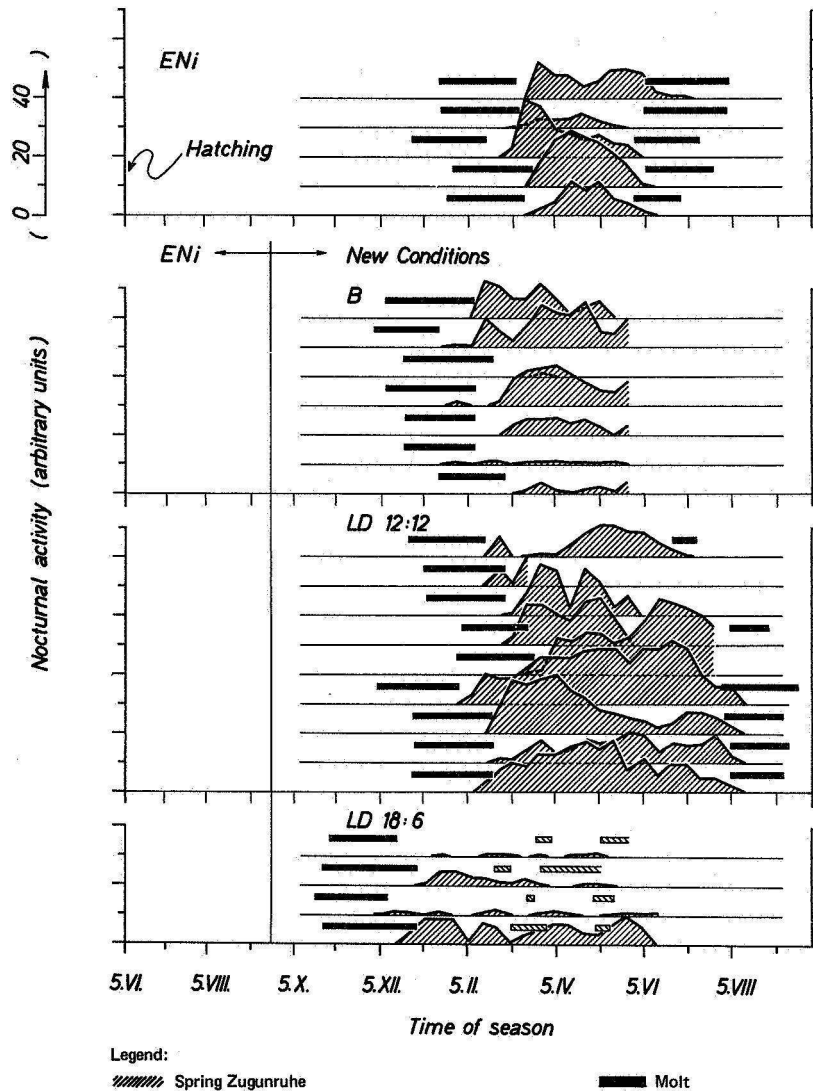 ENi
( 0 20 40 )
Hatching
ENi New Conditions
B
LD 12:12
LD 18:6
Nocturnal activity (arbitrary units)
5.VI. 5.VIII. 5.X. 5.XII. 5.II. 5.IV. 5.VI 5.VIII
Time of season
Legend:
Spring Zugunruhe Molt